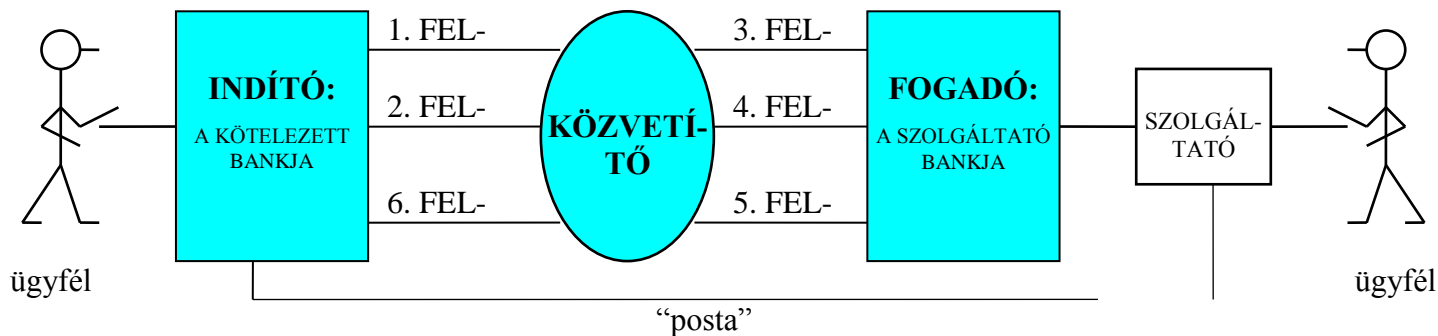 1. FEL-
3. FEL-
INDÍTÓ:
A KÖTELEZETT
BANKJA
2. FEL-
KÖZVETÍ-
TŐ
4. FEL-
FOGADÓ:
A SZOLGÁLTATÓ
BANKJA
SZOLGÁL-
TATÓ
6. FEL-
5. FEL-
ügyfél
ügyfél
“posta”